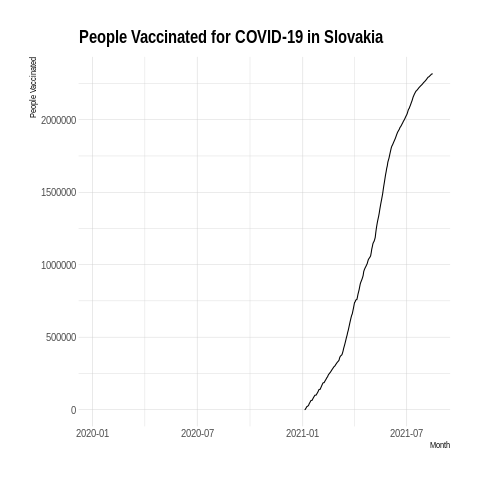 People Vaccinated for COVID-19 in Slovakia
People Vaccinated
2000000
1500000
1000000
500000
0
2020-01 2020-07 2021-01 2021-07
Month